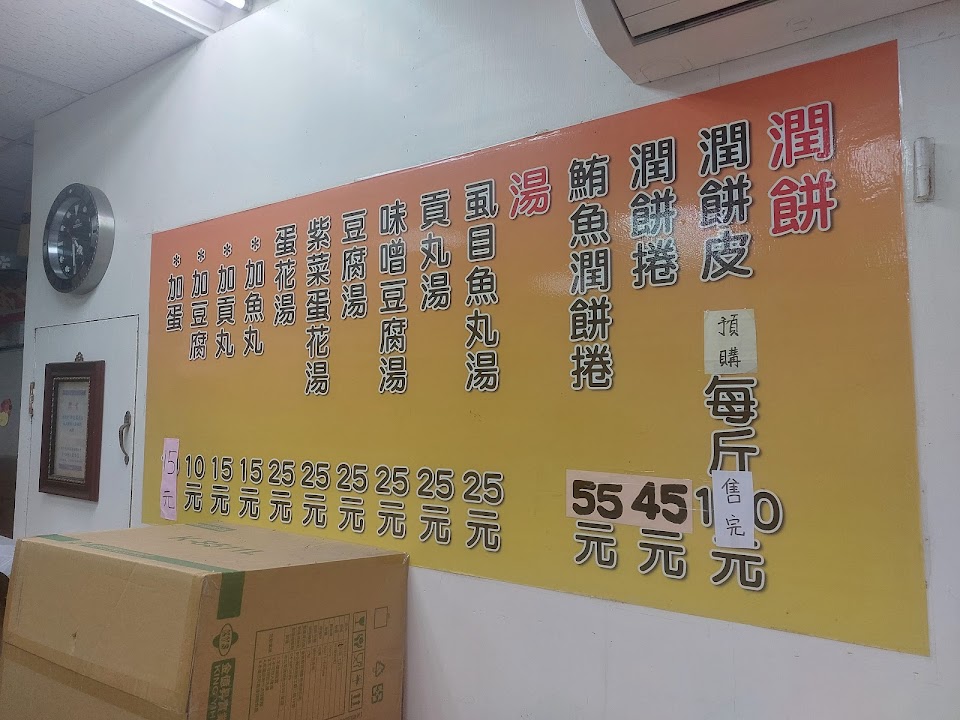 潤餅
潤餅皮 預購 每斤 售完 元
潤餅捲 45元
鮪魚潤餅捲 55元
湯
虱目魚丸湯 25元
貢丸湯 25元
味噌豆腐湯 25元
豆腐湯 25元
紫菜蛋花湯 25元
蛋花湯 25元
*加魚丸 15元
*加貢丸 15元
*加豆腐 10元
*加蛋 15元